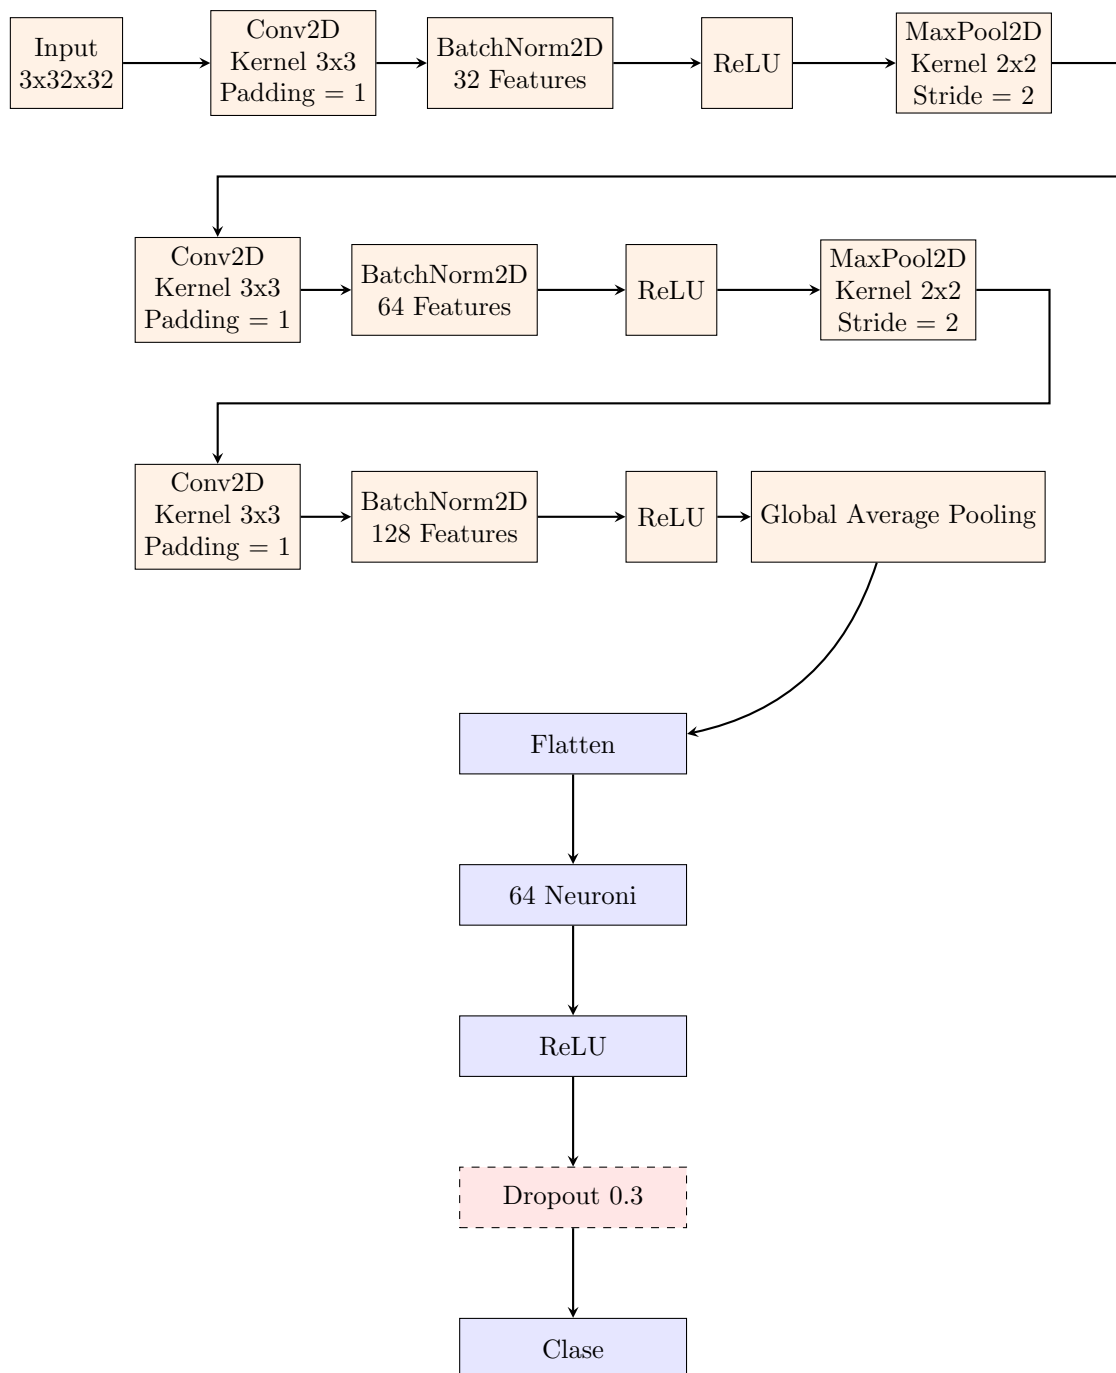 Input
3x32x32
Conv2D
Kernel 3x3
Padding = 1
BatchNorm2D
32 Features
ReLU
MaxPool2D
Kernel 2x2
Stride = 2
Conv2D
Kernel 3x3
Padding = 1
BatchNorm2D
64 Features
ReLU
MaxPool2D
Kernel 2x2
Stride = 2
Conv2D
Kernel 3x3
Padding = 1
BatchNorm2D
128 Features
ReLU
Global Average Pooling
Flatten
64 Neuroni
ReLU
Dropout 0.3
Clase